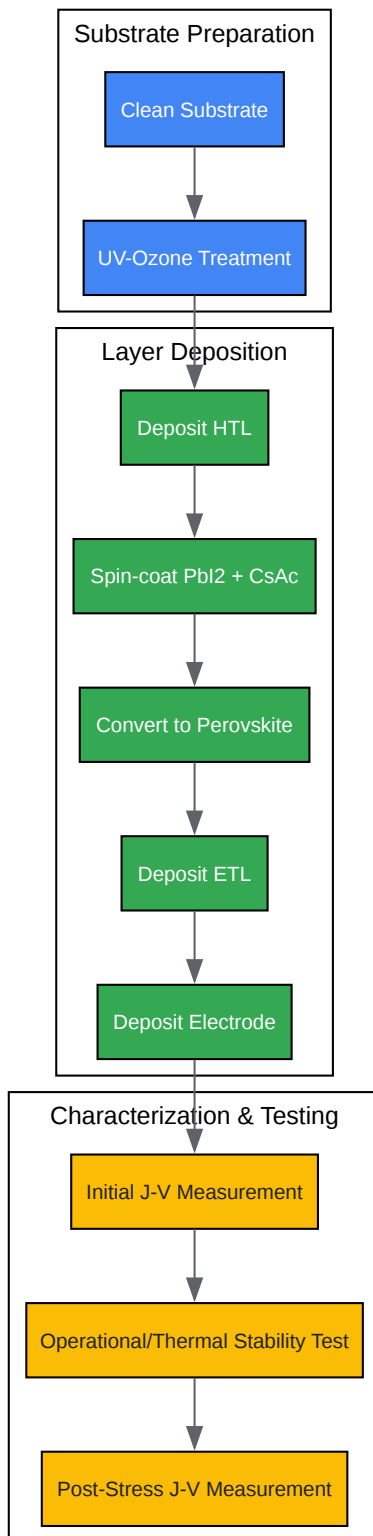 Substrate Preparation
Clean Substrate
UV-Ozone Treatment
Layer Deposition
Deposit HTL
Spin-coat PbI2 + CsAc
Convert to Perovskite
Deposit ETL
Deposit Electrode
Characterization & Testing
Initial J-V Measurement
Operational/Thermal Stability Test
Post-Stress J-V Measurement